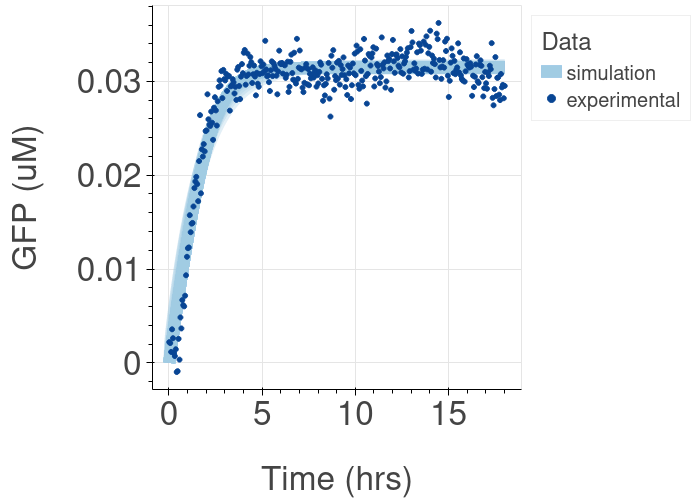 Data
simulation
experimental
GFP (uM)
0.03
0.02
0.01
0
0 5 10 15
Time (hrs)